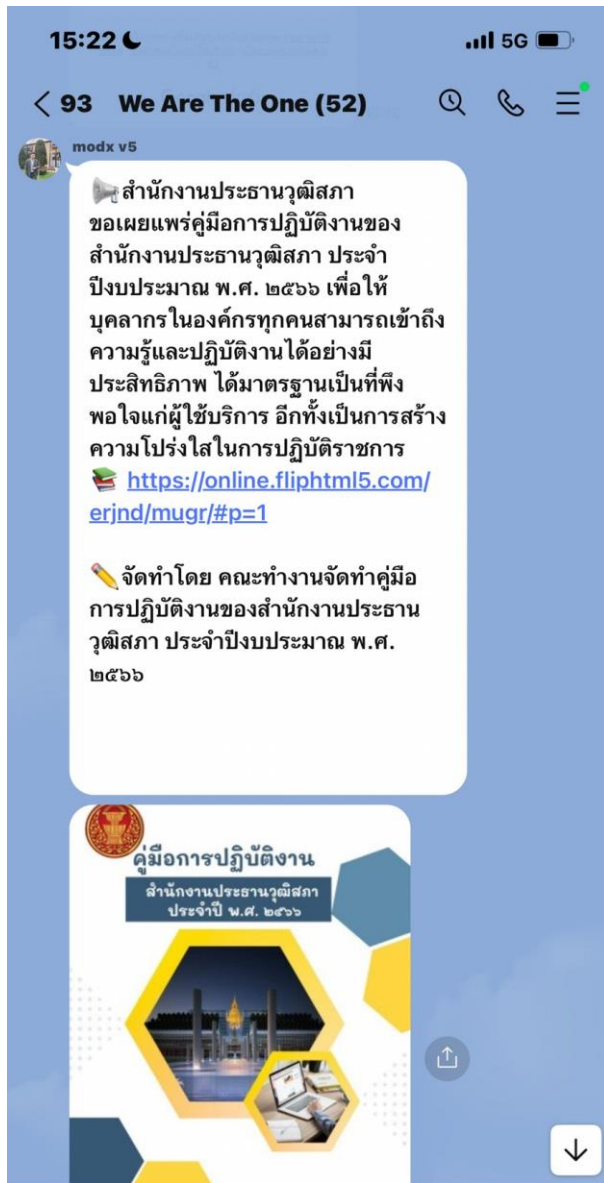 15:22
5G
93 We Are The One (52)
modx v5
📢สำนักงานประธานวุฒิสภา
ขอเผยแพร่คู่มือการปฏิบัติงานของ
สำนักงานประธานวุฒิสภา ประจำ
ปีงบประมาณ พ.ศ. ๒๕๖๖ เพื่อให้
บุคลากรในองค์กรทุกคนสามารถเข้าถึง
ความรู้และปฏิบัติงานได้อย่างมี
ประสิทธิภาพ ได้มาตรฐานเป็นที่พึง
พอใจแก่ผู้ใช้บริการ อีกทั้งเป็นการสร้าง
ความโปร่งใสในการปฏิบัติราชการ
📚 https://online.fliphtml5.com/
erjnd/mugr/#p=1
✏️จัดทำโดย คณะทำงานจัดทำคู่มือ
การปฏิบัติงานของสำนักงานประธาน
วุฒิสภา ประจำปีงบประมาณ พ.ศ.
๒๕๖๖
คู่มือการปฏิบัติงาน
สำนักงานประธานวุฒิสภา
ประจำปี พ.ศ. ๒๕๖๖